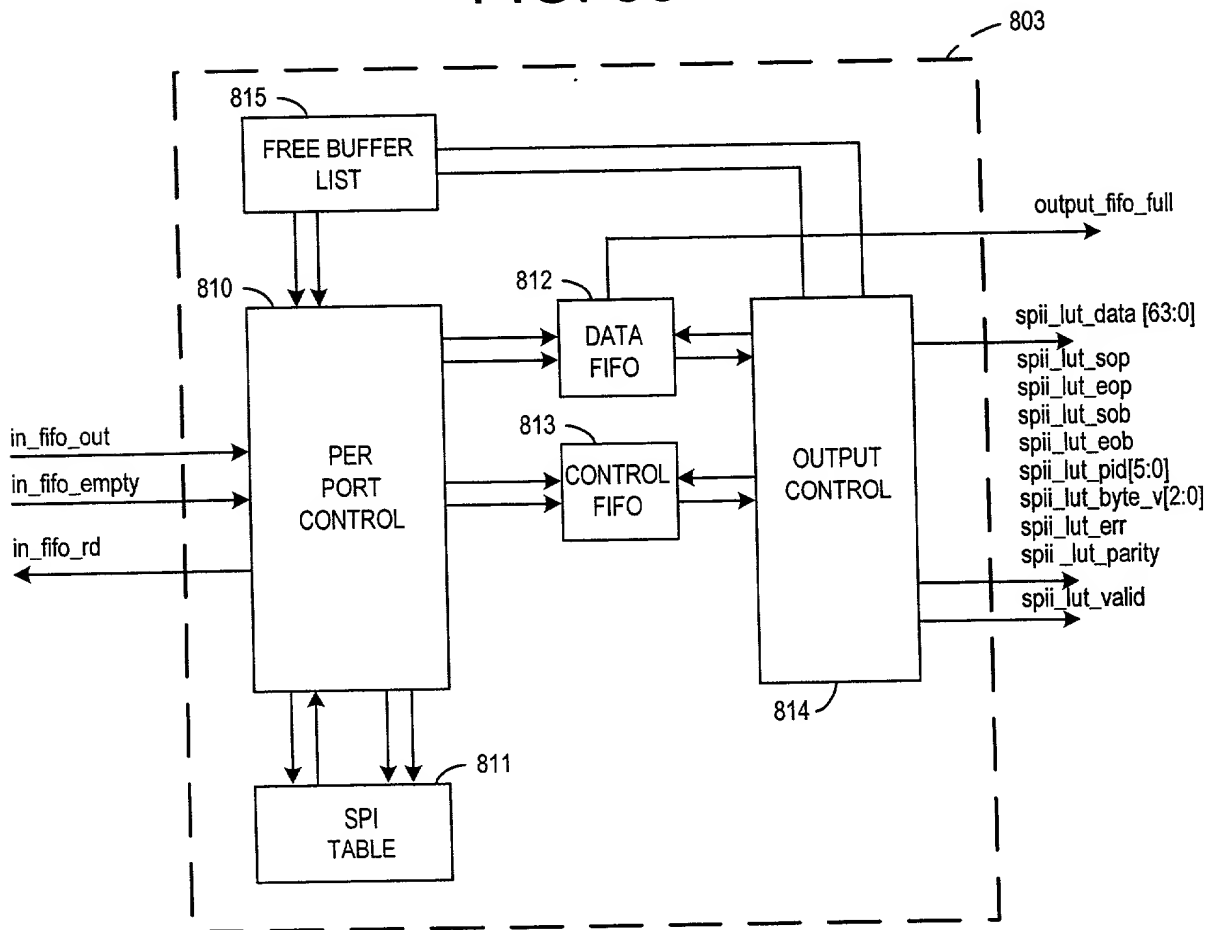 803
815
FREE BUFFER
LIST
output_fifo_full
810
812
DATA
FIFO
spii_lut_data [63:0]
spii_lut_sop
spii_lut_eop
spii_lut_sob
spii_lut_eob
spii_lut_pid[5:0]
spii_lut_byte_v[2:0]
spii_lut_err
spii _lut_parity
spii_lut_valid
in_fifo_out
in_fifo_empty
in_fifo_rd
PER
PORT
CONTROL
813
CONTROL
FIFO
OUTPUT
CONTROL
814
811
SPI
TABLE